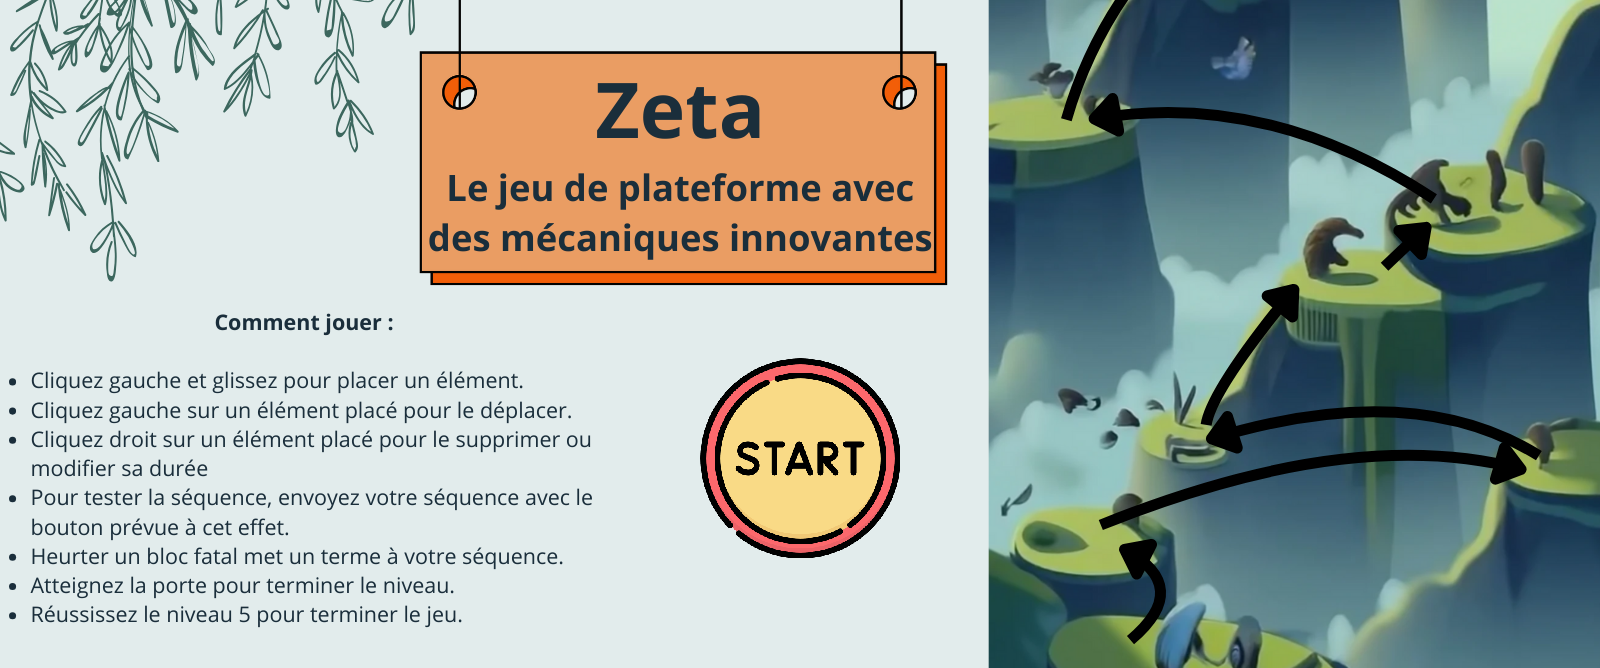 Zeta
Le jeu de plateforme avec
des mécaniques innovantes
Comment jouer :
Cliquez gauche et glissez pour placer un élément.
Cliquez gauche sur un élément placé pour le déplacer.
Cliquez droit sur un élément placé pour le supprimer ou
modifier sa durée
Pour tester la séquence, envoyez votre séquence avec le
bouton prévue à cet effet.
Heurter un bloc fatal met un terme à votre séquence.
Atteignez la porte pour terminer le niveau.
Réussissez le niveau 5 pour terminer le jeu.
START